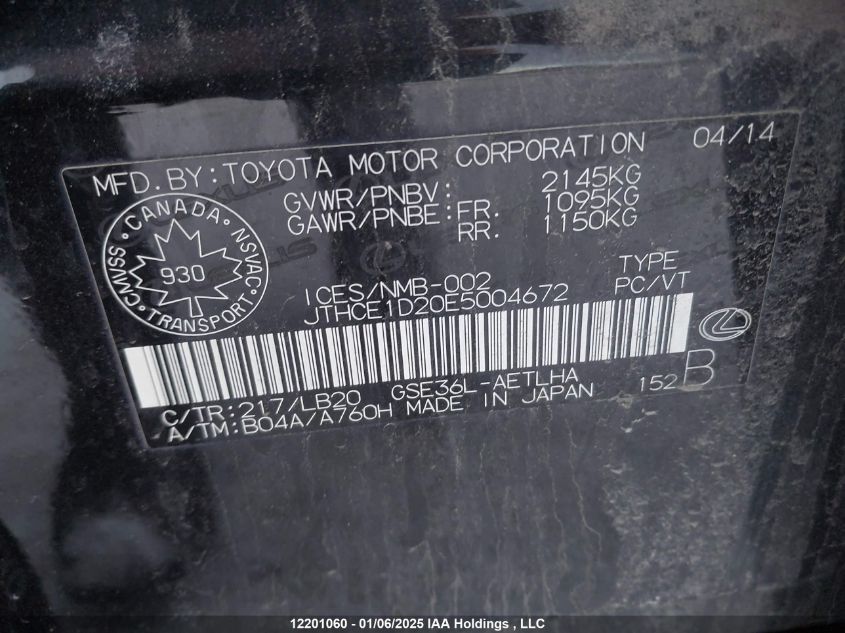 MFD. BY: TOYOTA MOTOR CORPORATION 04/14
GVWR/PNBV: 2145KG
GAWR/PNBE: FR. 1095KG
RR. 1150KG
CANADA
CMVSS NSVAC
930
TRANSPORT
ICES/NMB-002 TYPE
JTHCE1D20E5004672 PC/VT
C/TR: 217/LB20 GSE36L-AETLHA 152 B
A/TM: B04A/A760H MADE IN JAPAN
12201060 - 01/06/2025 IAA Holdings , LLC